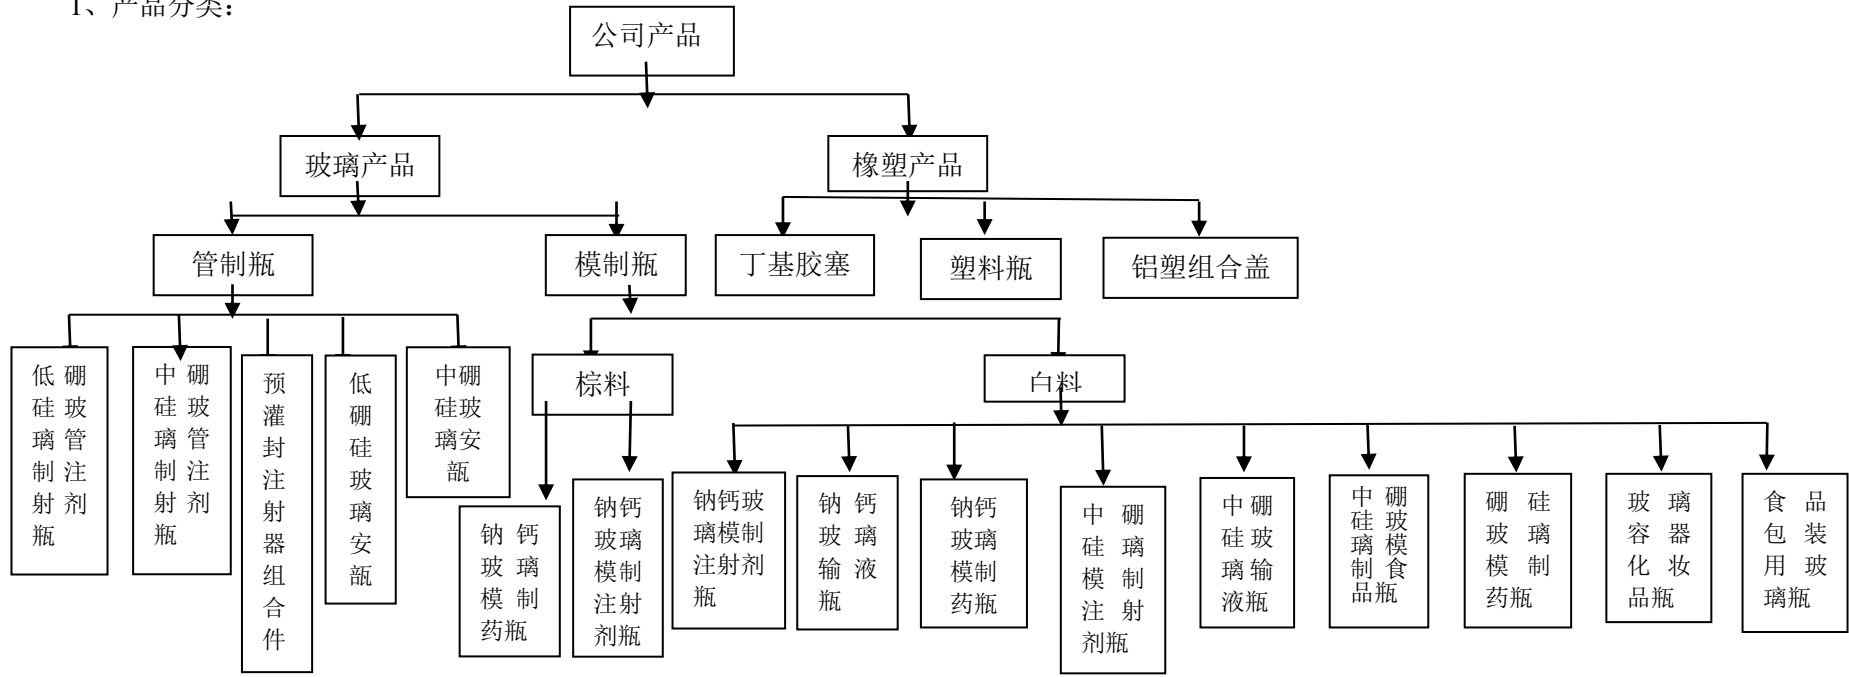 1、产品分类：
公司产品
玻璃产品
橡塑产品
管制瓶
模制瓶
丁基胶塞
塑料瓶
铝塑组合盖
低硼
硅玻
璃管
制注
射剂
瓶
中硼
硅玻
璃管
制注
射剂
瓶
预
灌
封
注
射
器
组
合
件
低
硼
硅
玻
璃
安
瓿
中硼
硅玻
璃安
瓿
棕料
白料
钠钙
玻璃
模制
药瓶
钠钙
玻璃
模制
注射
剂瓶
钠钙玻
璃模制
注射剂
瓶
钠钙
玻璃
输液
瓶
钠钙
玻璃
模制
药瓶
中硼
硅璃
模制
注射
剂瓶
中硼
硅玻
璃输
液瓶
中硼
硅玻
璃模
制食
品瓶
硼硅
玻璃
模制
药瓶
玻璃
容器
化妆
品瓶
食品
包装
用玻
璃瓶